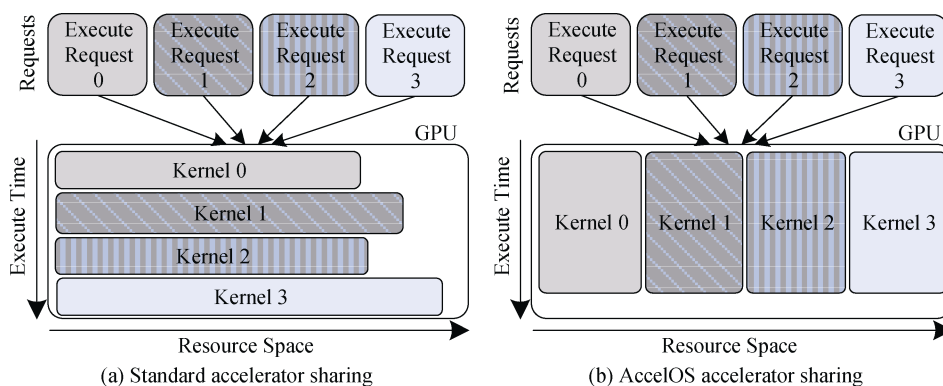 Requests
Execute
Request
0
Execute
Request
1
Execute
Request
2
Execute
Request
3
GPU
Execute Time
Kernel 0
Kernel 1
Kernel 2
Kernel 3
Resource Space
(a) Standard accelerator sharing
Requests
Execute
Request
0
Execute
Request
1
Execute
Request
2
Execute
Request
3
GPU
Execute Time
Kernel 0
Kernel 1
Kernel 2
Kernel 3
Resource Space
(b) AccelOS accelerator sharing